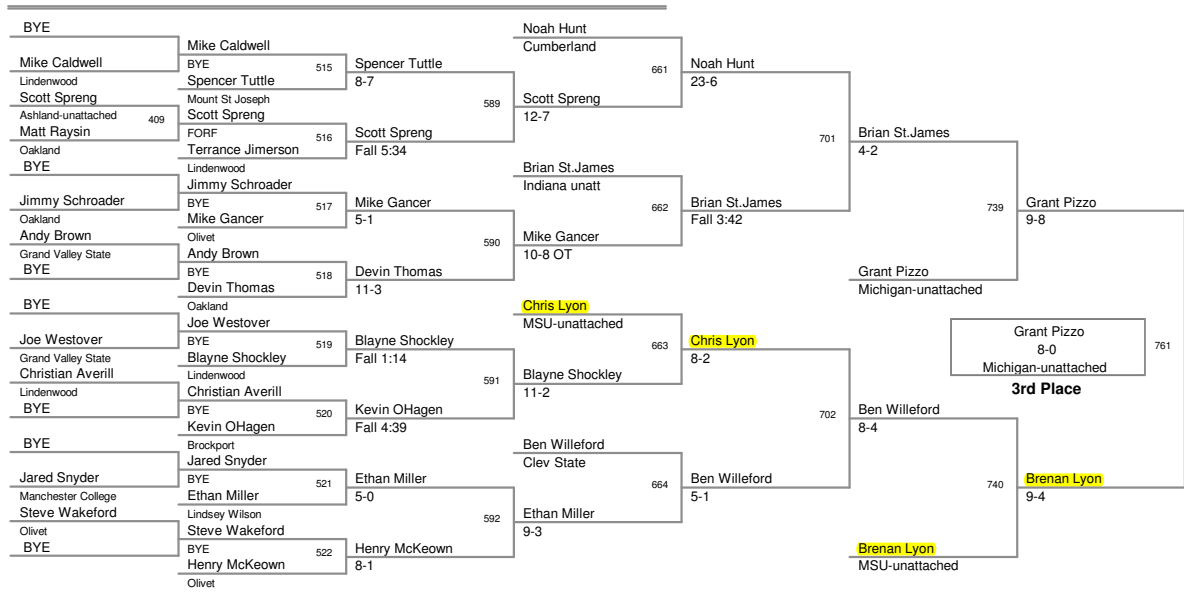 BYE
Mike Caldwell
Lindenwood
Scott Spreng
Ashland-unattached
409
Matt Raysin
Oakland
BYE
Jimmy Schroader
Oakland
Andy Brown
Grand Valley State
BYE
BYE
Joe Westover
Grand Valley State
Christian Averill
Lindenwood
BYE
BYE
Jared Snyder
Manchester College
Steve Wakeford
Olivet
BYE
Mike Caldwell
BYE
515
Spencer Tuttle
Mount St Joseph
Scott Spreng
FORF
516
Terrance Jimerson
Lindenwood
Jimmy Schroader
BYE
517
Mike Gancer
Olivet
Andy Brown
BYE
518
Devin Thomas
Oakland
Joe Westover
BYE
519
Blayne Shockley
Lindenwood
Christian Averill
BYE
520
Kevin OHagen
Brockport
Jared Snyder
BYE
521
Ethan Miller
Lindsey Wilson
Steve Wakeford
BYE
522
Henry McKeown
Olivet
Spencer Tuttle
8-7
589
Scott Spreng
Fall 5:34
Mike Gancer
5-1
590
Devin Thomas
11-3
Blayne Shockley
Fall 1:14
591
Kevin OHagen
Fall 4:39
Ethan Miller
5-0
592
Henry McKeown
8-1
Noah Hunt
Cumberland
661
Scott Spreng
12-7
Brian St.James
Indiana unatt
662
Mike Gancer
10-8 OT
Chris Lyon
MSU-unattached
663
Blayne Shockley
11-2
Ben Willeford
Clev State
664
Ethan Miller
9-3
Noah Hunt
23-6
701
Brian St.James
Fall 3:42
Chris Lyon
8-2
702
Ben Willeford
5-1
Brian St.James
4-2
739
Grant Pizzo
Michigan-unattached
Ben Willeford
8-4
740
Brenan Lyon
MSU-unattached
Grant Pizzo
9-8
Grant Pizzo
8-0
Michigan-unattached
761
3rd Place
Brenan Lyon
9-4